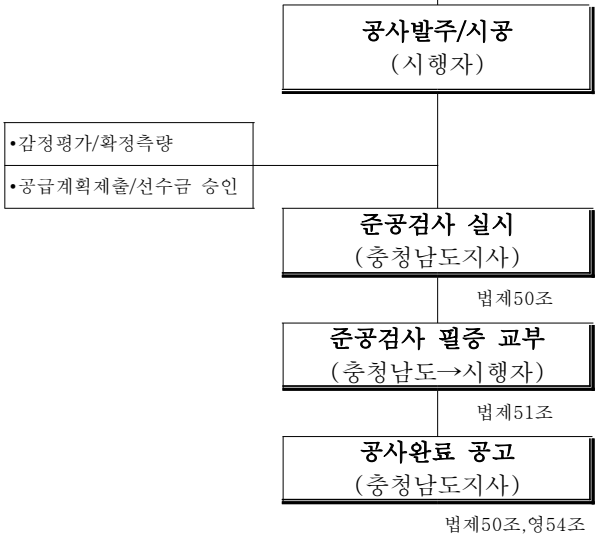 공사발주/시공
(시행자)
•감정평가/확정측량
•공급계획제출/선수금 승인
준공검사 실시
(충청남도지사)
법제50조
준공검사 필증 교부
(충청남도→시행자)
법제51조
공사완료 공고
(충청남도지사)
법제50조,영54조